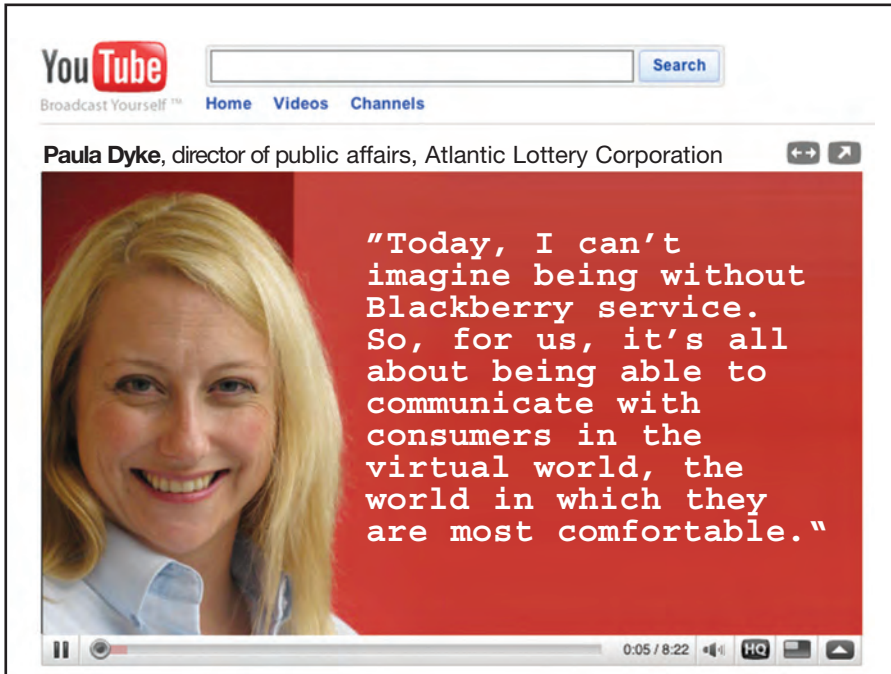 You Tube
Search
Broadcast Yourself ™
Home Videos Channels
Paula Dyke, director of public affairs, Atlantic Lottery Corporation
"Today, I can't
imagine being without
Blackberry service.
So, for us, it's all
about being able to
communicate with
consumers in the
virtual world, the
world in which they
are most comfortable."
0:05 / 8:22 HQ